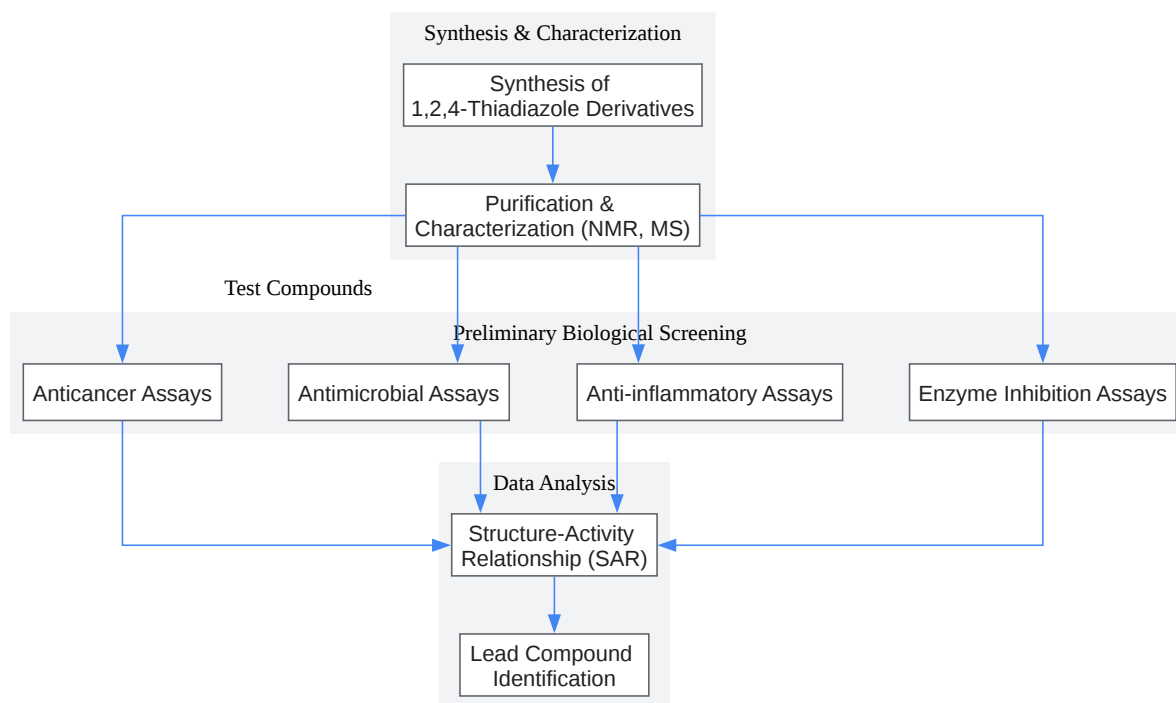 Synthesis & Characterization
Synthesis of
1,2,4-Thiadiazole Derivatives
Purification &
Characterization (NMR, MS)
Test Compounds
Preliminary Biological Screening
Anticancer Assays
Antimicrobial Assays
Anti-inflammatory Assays
Enzyme Inhibition Assays
Data Analysis
Structure-Activity
Relationship (SAR)
Lead Compound
Identification